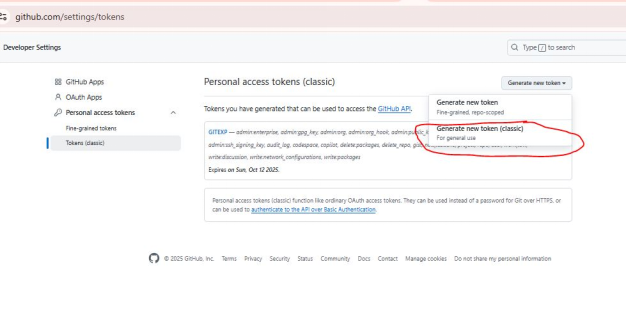 github.com/settings/tokens
Developer Settings
Type / to search
GitHub Apps
OAuth Apps
Personal access tokens
Fine-grained tokens
Tokens (classic)
Personal access tokens (classic)
Generate new token
Tokens you have generated that can be used to access the GitHub API.
Generate new token
Fine-grained, repo-scoped
Generate new token (classic)
For general use
GITEXP — admin:enterprise, admin:gpg_key, admin:org, admin:org_hook, admin:public_k
admin:ssh_signing_key, audit_log, codespace, copilot, delete:packages, delete_repo,
write:discussion, write:network_configurations, write:packages
Expires on Sun, Oct 12 2025.
Personal access tokens (classic) function like ordinary OAuth access tokens. They can be used instead of a password for Git over HTTPS, or
can be used to authenticate to the API over Basic Authentication.
© 2025 GitHub, Inc. Terms Privacy Security Status Community Docs Contact Manage cookies Do not share my personal information